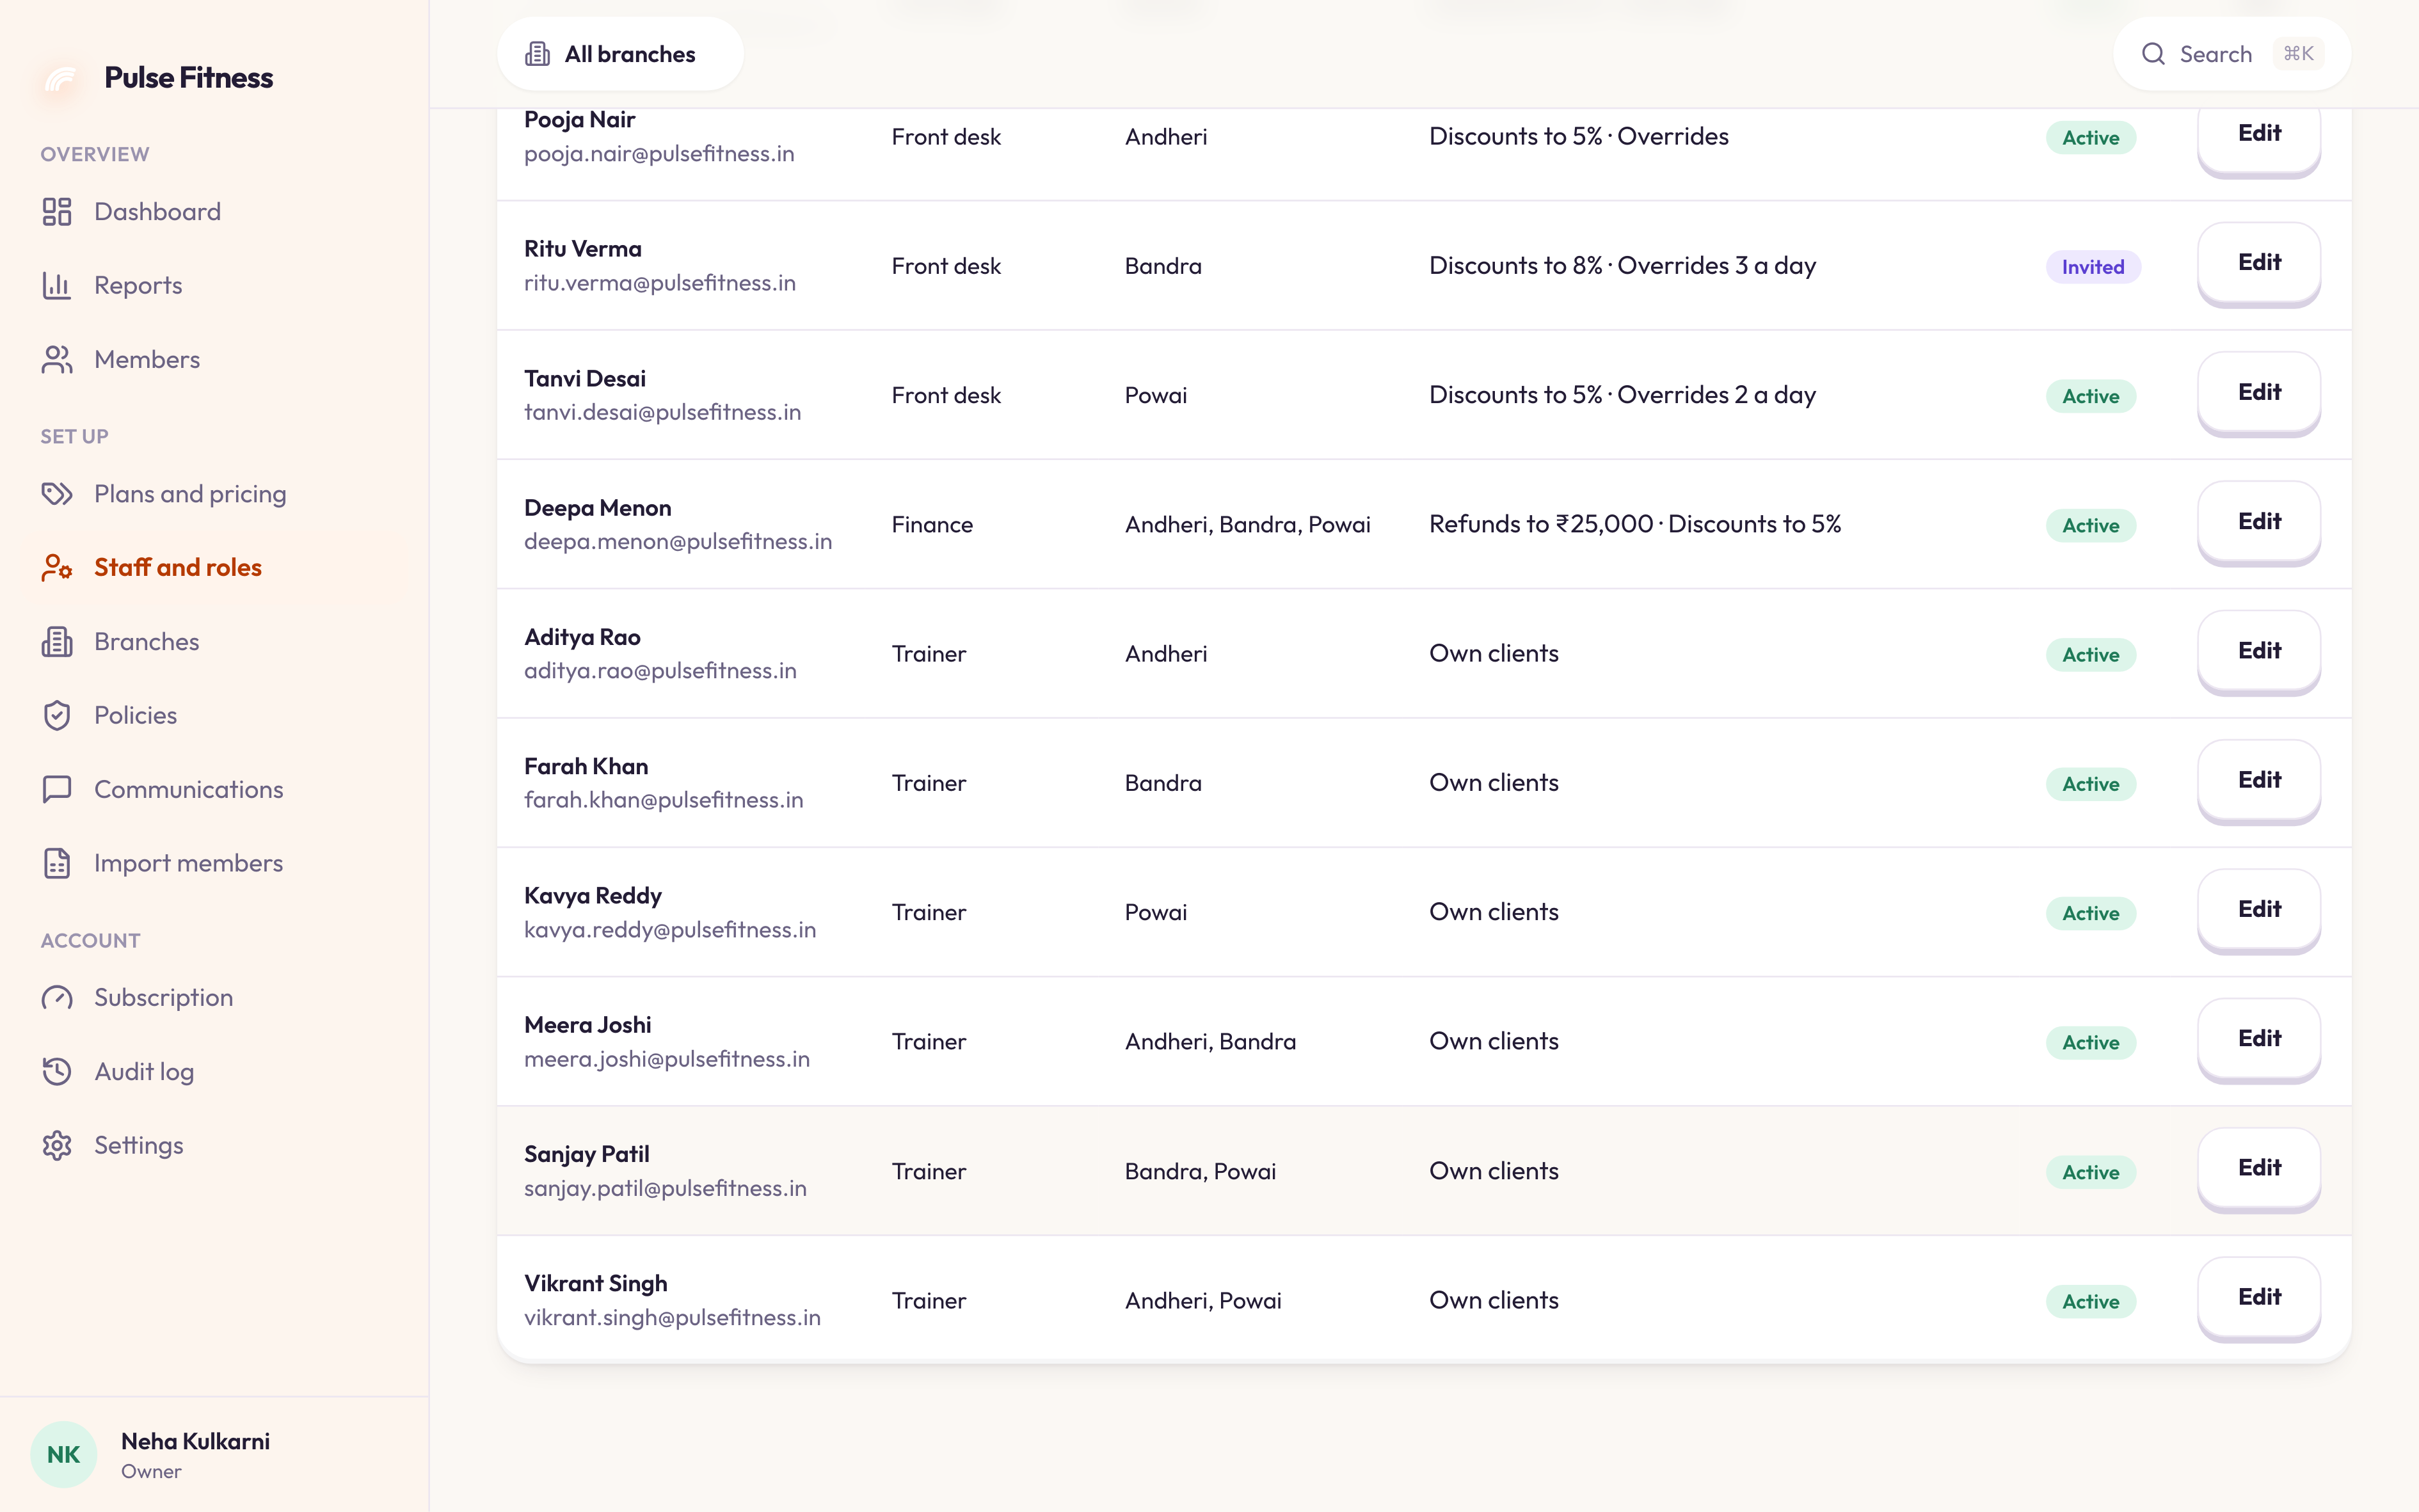 Pulse Fitness
OVERVIEW
Dashboard
Reports
Members
SET UP
Plans and pricing
Staff and roles
Branches
Policies
Communications
Import members
ACCOUNT
Subscription
Audit log
Settings
NK
Neha Kulkarni
Owner
All branches
Search ⌘K
Pooja Nair
pooja.nair@pulsefitness.in
Front desk
Andheri
Discounts to 5% · Overrides
Active
Edit
Ritu Verma
ritu.verma@pulsefitness.in
Front desk
Bandra
Discounts to 8% · Overrides 3 a day
Invited
Edit
Tanvi Desai
tanvi.desai@pulsefitness.in
Front desk
Powai
Discounts to 5% · Overrides 2 a day
Active
Edit
Deepa Menon
deepa.menon@pulsefitness.in
Finance
Andheri, Bandra, Powai
Refunds to ₹25,000 · Discounts to 5%
Active
Edit
Aditya Rao
aditya.rao@pulsefitness.in
Trainer
Andheri
Own clients
Active
Edit
Farah Khan
farah.khan@pulsefitness.in
Trainer
Bandra
Own clients
Active
Edit
Kavya Reddy
kavya.reddy@pulsefitness.in
Trainer
Powai
Own clients
Active
Edit
Meera Joshi
meera.joshi@pulsefitness.in
Trainer
Andheri, Bandra
Own clients
Active
Edit
Sanjay Patil
sanjay.patil@pulsefitness.in
Trainer
Bandra, Powai
Own clients
Active
Edit
Vikrant Singh
vikrant.singh@pulsefitness.in
Trainer
Andheri, Powai
Own clients
Active
Edit